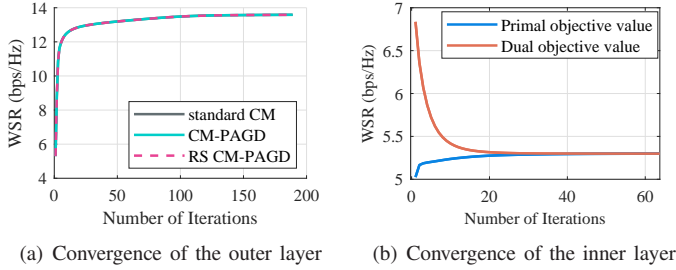 14
12
10
8
6
4
WSR (bps/Hz)
standard CM
CM-PAGD
RS CM-PAGD
0
50
100
150
200
Number of Iterations
(a) Convergence of the outer layer
7
6.5
6
5.5
5
WSR (bps/Hz)
Primal objective value
Dual objective value
0
20
40
60
Number of Iterations
(b) Convergence of the inner layer